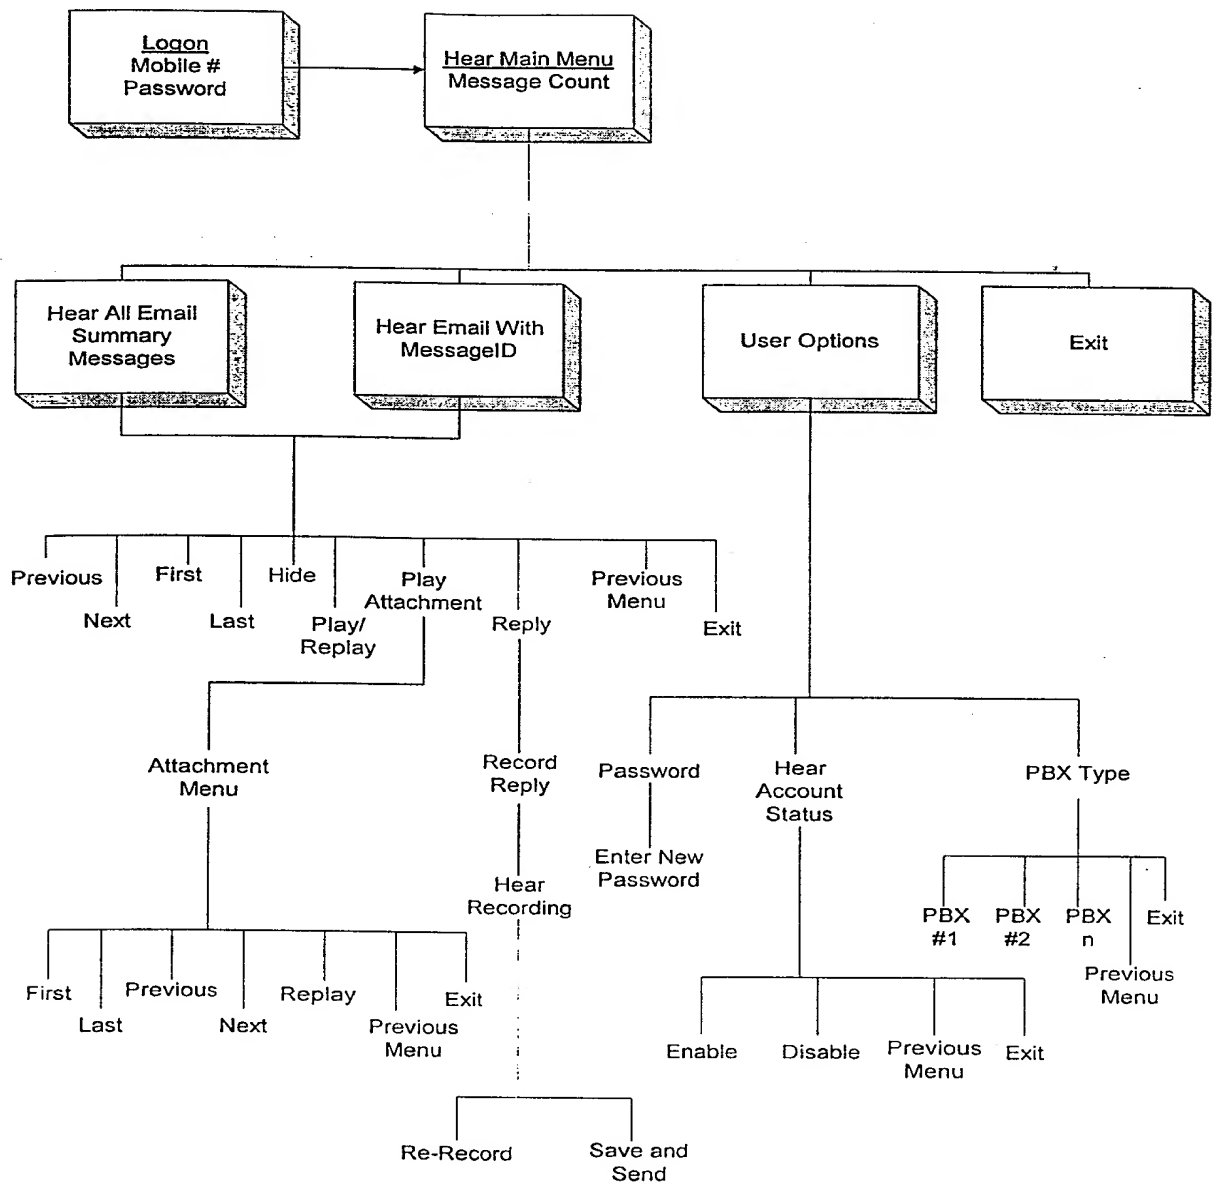 Logon
Mobile #
Password
Hear Main Menu
Message Count
Hear All Email
Summary
Messages
Hear Email With
MessageID
User Options
Exit
Previous
Next
First
Last
Hide
Play/
Replay
Play
Attachment
Reply
Previous
Menu
Exit
Attachment
Menu
Record
Reply
Password
Hear
Account
Status
PBX Type
Enter New
Password
Hear
Recording
PBX
#1
PBX
#2
PBX
n
Previous
Menu
Exit
First
Last
Previous
Next
Replay
Previous
Menu
Exit
Enable
Disable
Previous
Menu
Exit
Re-Record
Save and
Send